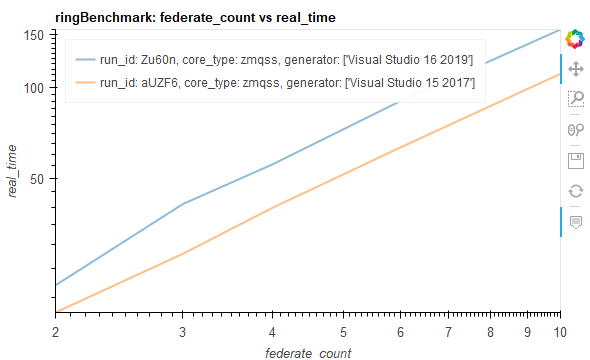 ringBenchmark: federate_count vs real_time
run_id: Zu60n, core_type: zmqss, generator: ['Visual Studio 16 2019']
run_id: aUZF6, core_type: zmqss, generator: ['Visual Studio 15 2017']
150
100
50
real_time
2 3 4 5 6 7 8 9 10
federate_count